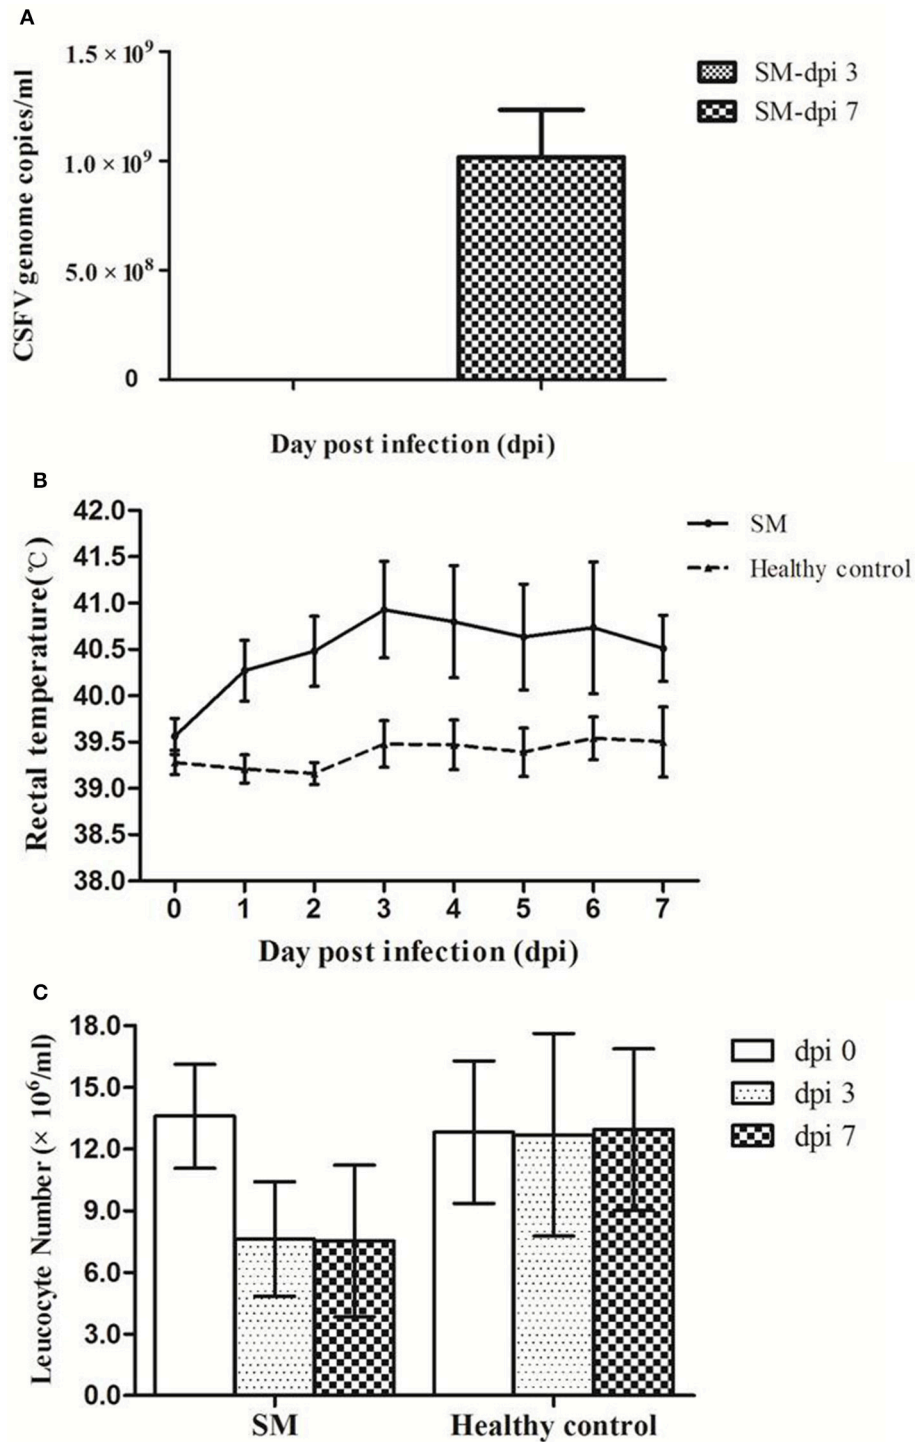 A
CSFV genome copies/ml
1.5 × 10⁹
1.0 × 10⁹
5.0 × 10⁸
0
SM-dpi 3
SM-dpi 7
Day post infection (dpi)
B
Rectal temperature(℃)
42.0
41.5
41.0
40.5
40.0
39.5
39.0
38.5
38.0
SM
Healthy control
0 1 2 3 4 5 6 7
Day post infection (dpi)
C
Leucocyte Number (× 10⁶/ml)
18.0
15.0
12.0
9.0
6.0
3.0
0.0
dpi 0
dpi 3
dpi 7
SM Healthy control